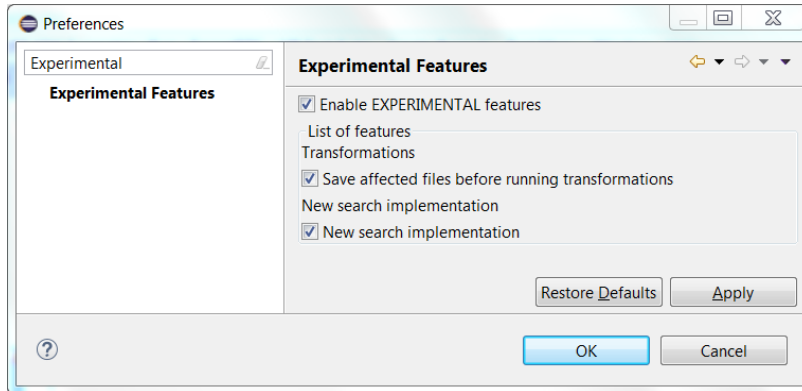 Preferences
Experimental
Experimental Features
Experimental Features
Enable EXPERIMENTAL features
List of features
Transformations
Save affected files before running transformations
New search implementation
New search implementation
Restore Defaults
Apply
OK
Cancel